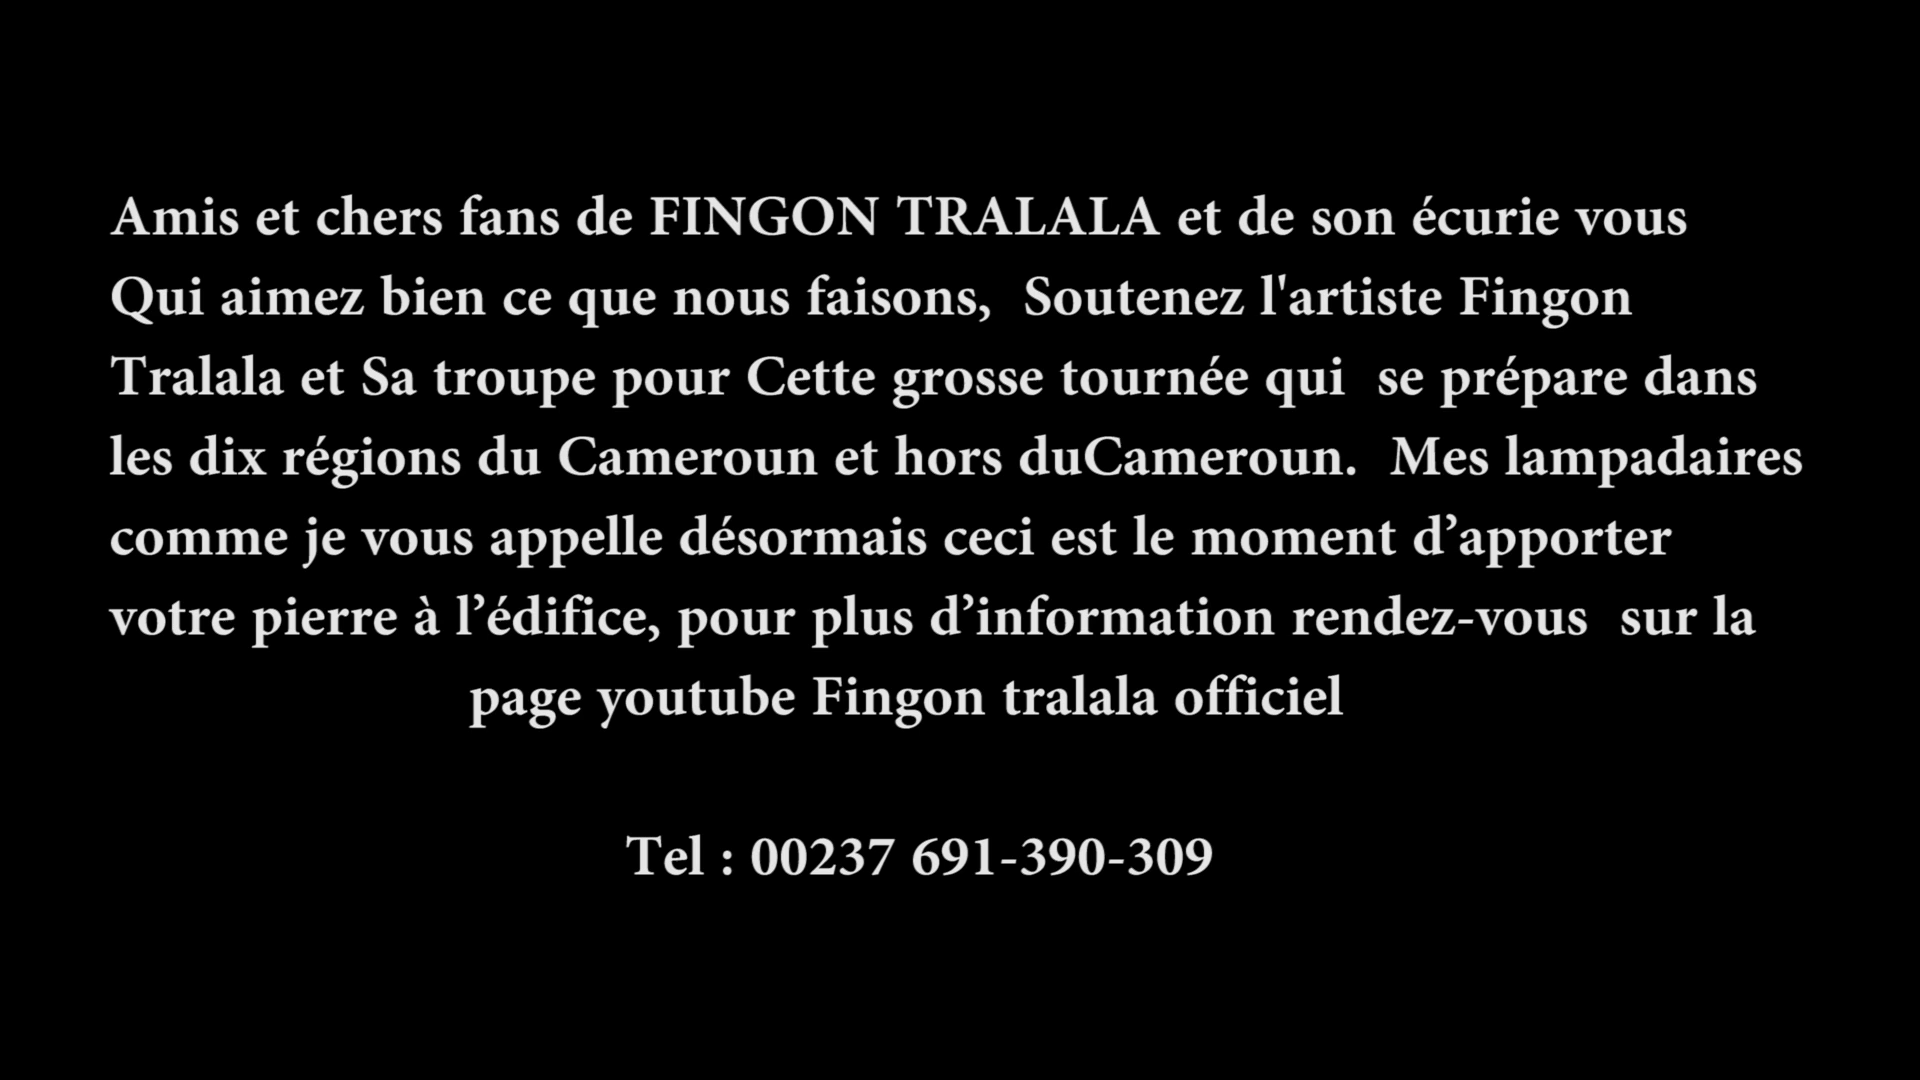 Amis et chers fans de FINGON TRALALA et de son écurie vous
Qui aimez bien ce que nous faisons,  Soutenez l'artiste Fingon
Tralala et Sa troupe pour Cette grosse tournée qui  se prépare dans
les dix régions du Cameroun et hors duCameroun.  Mes lampadaires
comme je vous appelle désormais ceci est le moment d’apporter
votre pierre à l’édifice, pour plus d’information rendez-vous  sur la
page youtube Fingon tralala officiel
Tel : 00237 691-390-309